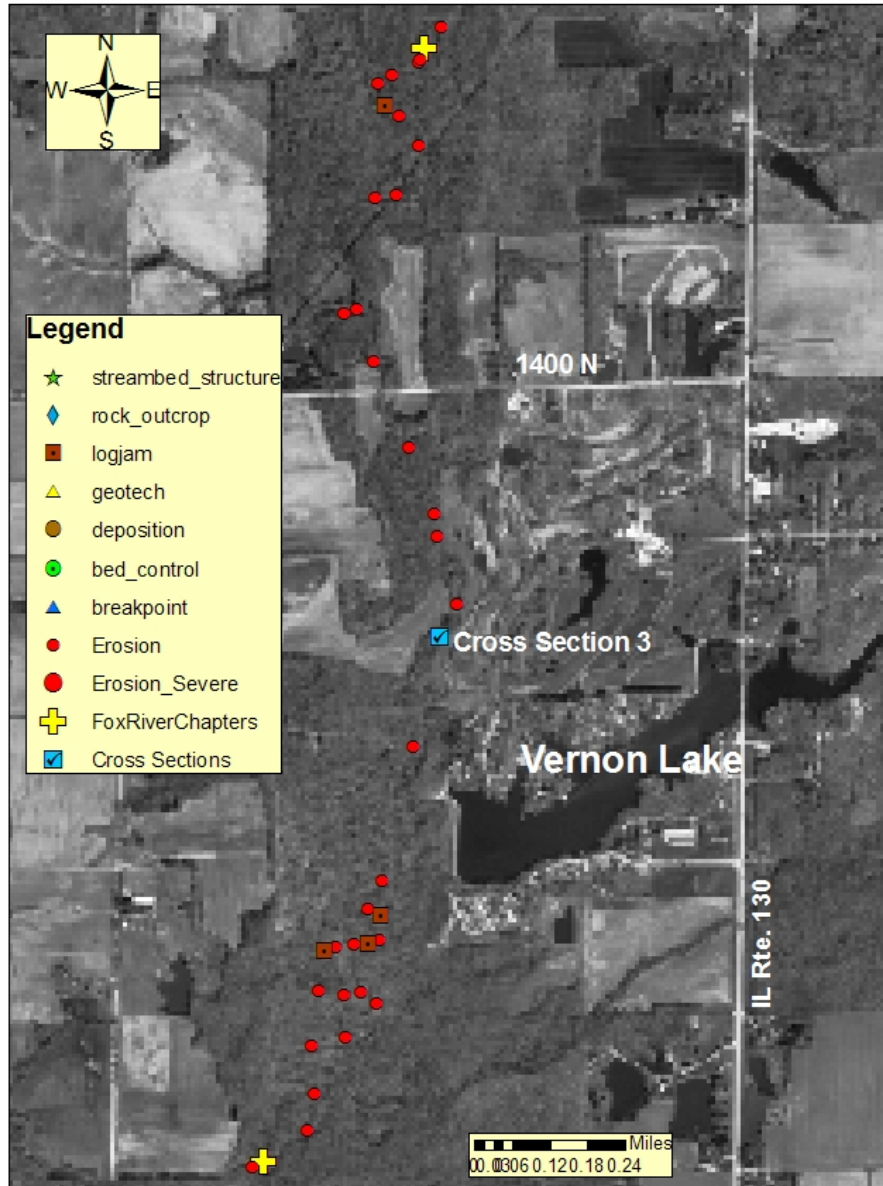 N
W E
S
Legend
streambed_structure
rock_outcrop
logjam
geotech
deposition
bed_control
breakpoint
Erosion
Erosion_Severe
FoxRiverChapters
Cross Sections
1400 N
Cross Section 3
Vernon Lake
IL Rte. 130
Miles
0.12 0.18 0.24